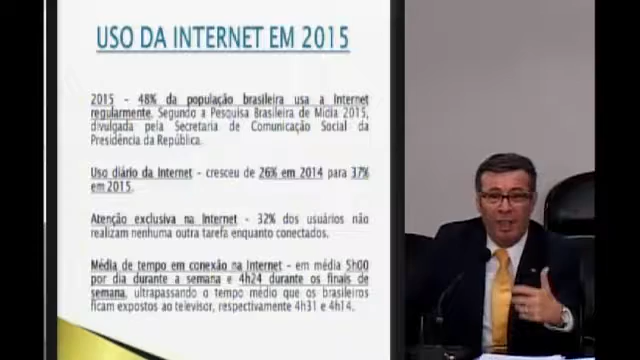 USO DA INTERNET EM 2015
2015 - 48% da população brasileira usa a Internet
regularmente. Segundo a Pesquisa Brasileira de Mídia 2015,
divulgada pela Secretaria de Comunicação Social da
Presidência da República.
Uso diário da Internet - cresceu de 26% em 2014 para 37%
em 2015.
Atenção exclusiva na Internet - 32% dos usuários não
realizam nenhuma outra tarefa enquanto conectados.
Média de tempo em conexão na Internet - em média 5h00
por dia durante a semana e 4h24 durante os finais de
semana, ultrapassando o tempo médio que os brasileiros
ficam expostos ao televisor, respectivamente 4h31 e 4h14.